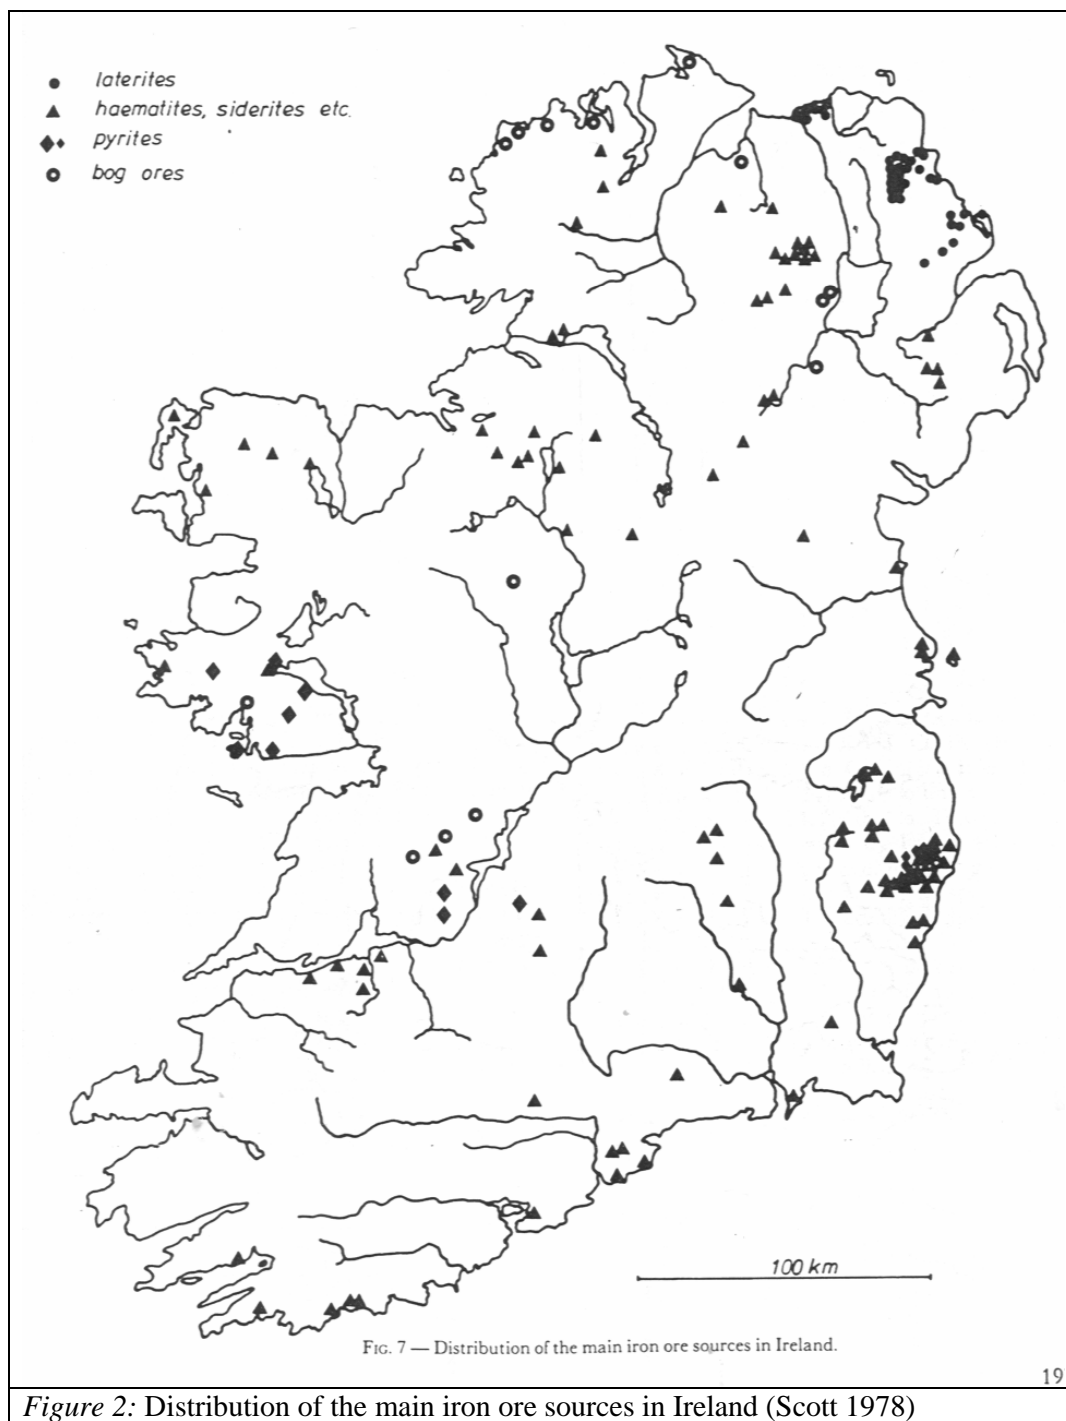 laterites
haematites, siderites etc.
pyrites
bog ores
100 km
FIG. 7 — Distribution of the main iron ore sources in Ireland.
19
Figure 2: Distribution of the main iron ore sources in Ireland (Scott 1978)